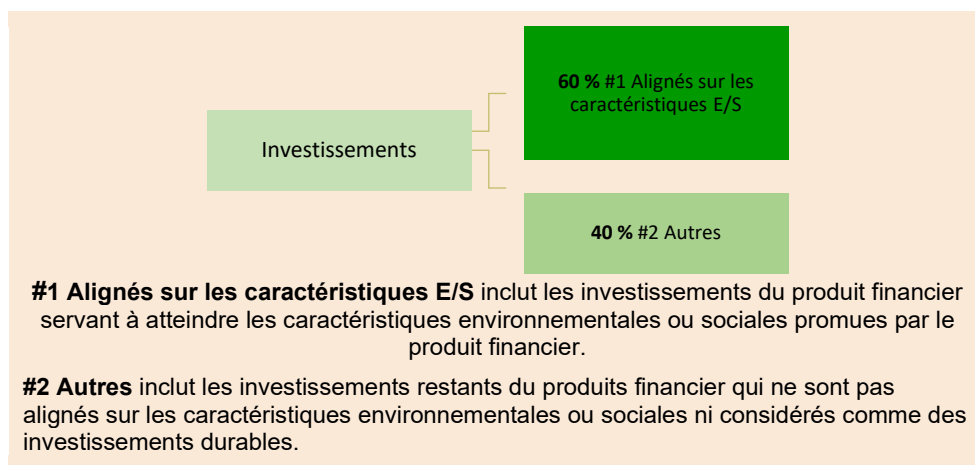 60 % #1 Alignés sur les
caractéristiques E/S
Investissements
40 % #2 Autres
#1 Alignés sur les caractéristiques E/S inclut les investissements du produit financier
servant à atteindre les caractéristiques environnementales ou sociales promues par le
produit financier.
#2 Autres inclut les investissements restants du produits financier qui ne sont pas
alignés sur les caractéristiques environnementales ou sociales ni considérés comme des
investissements durables.